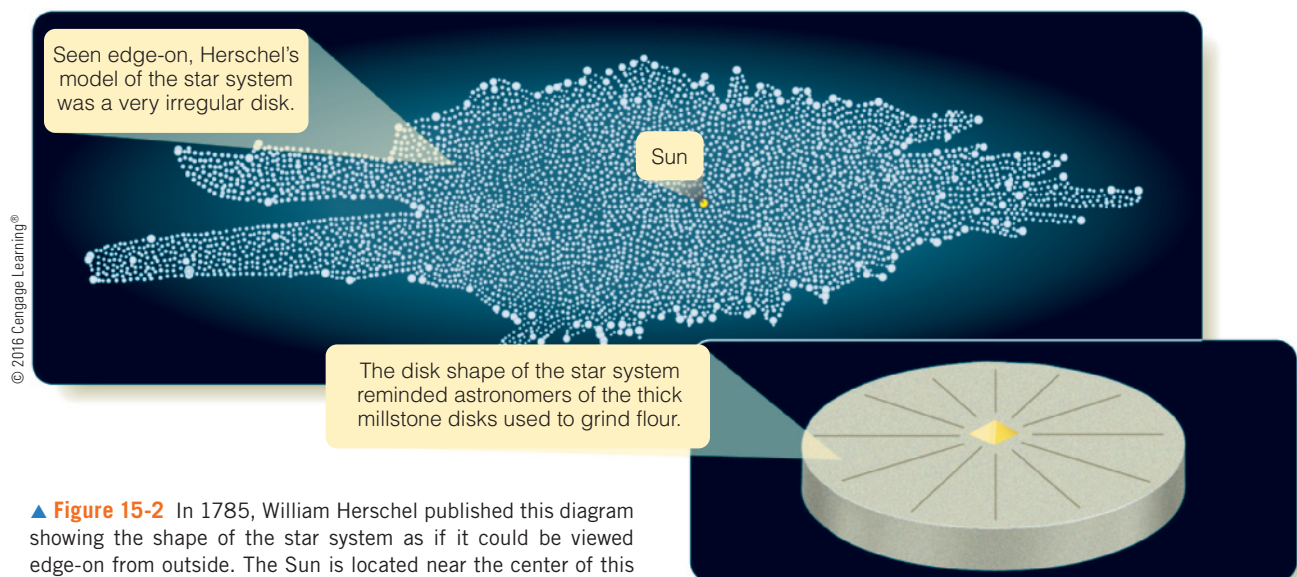 Seen edge-on, Herschel's
model of the star system
was a very irregular disk.
Sun
© 2016 Cengage Learning®
The disk shape of the star system
reminded astronomers of the thick
millstone disks used to grind flour.
▲ Figure 15-2 In 1785, William Herschel published this diagram
showing the shape of the star system as if it could be viewed
edge-on from outside. The Sun is located near the center of this